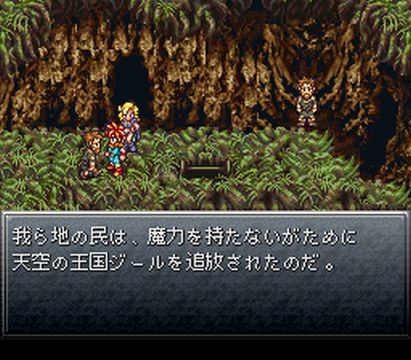 我ら地の民は、魔力を持たないがために
天空の王国ジールを追放されたのだ。